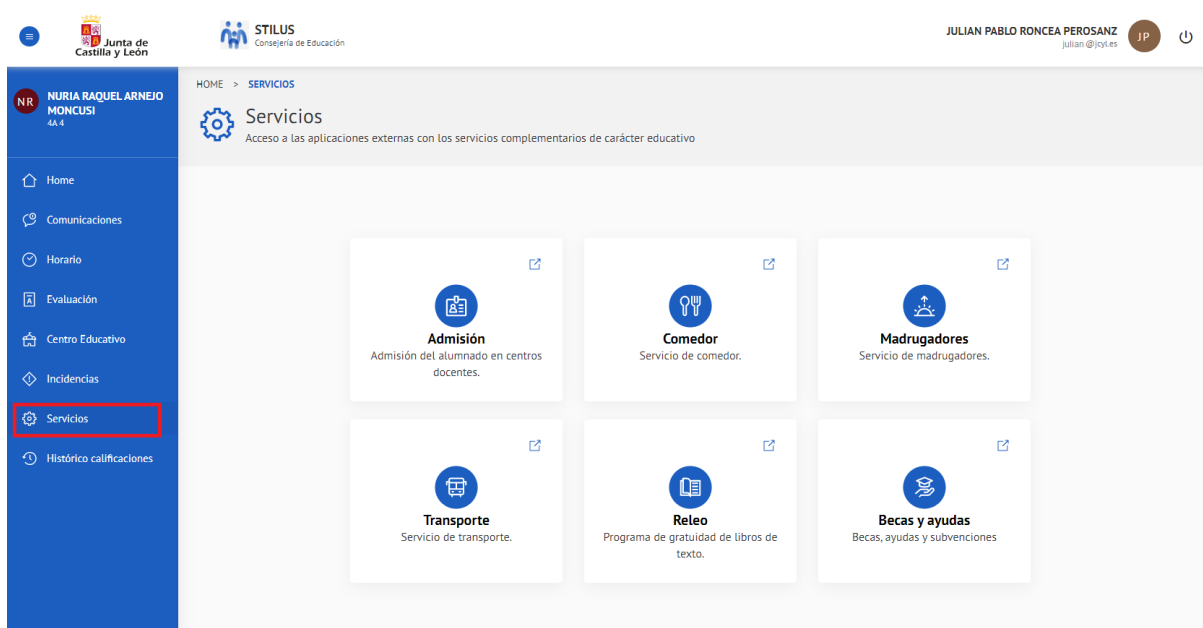 Junta de
Castilla y León
STILUS
Consejería de Educación
JULIAN PABLO RONCEA PEROSANZ
julian @jcyl.es
JP
NR
NURIA RAQUEL ARNEJO
MONCUSI
4A 4
Home
Comunicaciones
Horario
Evaluación
Centro Educativo
Incidencias
Servicios
Histórico calificaciones
HOME > SERVICIOS
Servicios
Acceso a las aplicaciones externas con los servicios complementarios de carácter educativo
Admisión
Admisión del alumnado en centros
docentes.
Comedor
Servicio de comedor.
Madrugadores
Servicio de madrugadores.
Transporte
Servicio de transporte.
Releo
Programa de gratuidad de libros de
texto.
Becas y ayudas
Becas, ayudas y subvenciones